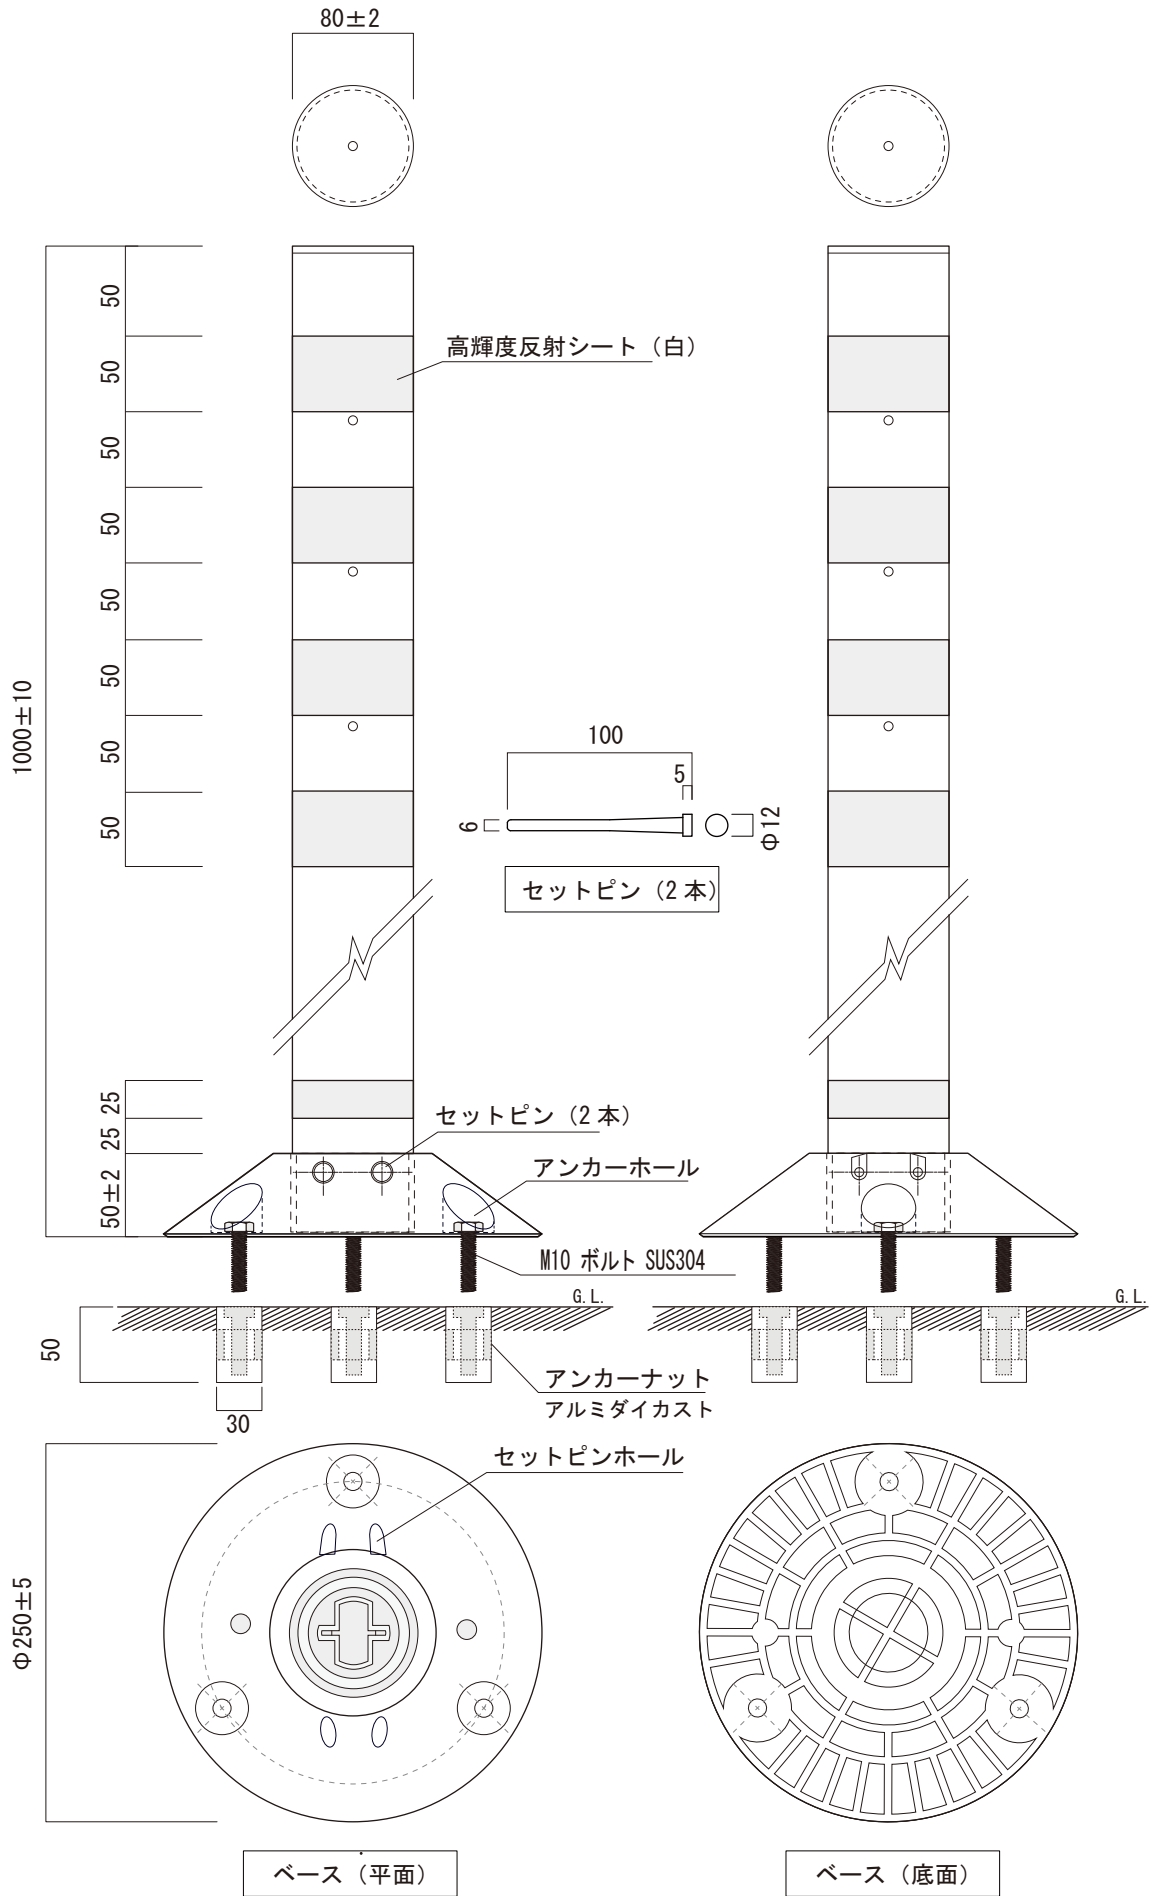 80±2
50
高輝度反射シート（白）
50
50
50
50
50
1000±10
50
50
100
5
6
Φ12
セットピン（2本）
25
25
50±2
セットピン（2本）
アンカーホール
M10 ボルト SUS304
G.L.
G.L.
50
30
アンカーナット
アルミダイカスト
セットピンホール
Φ250±5
ベース（平面）
ベース（底面）